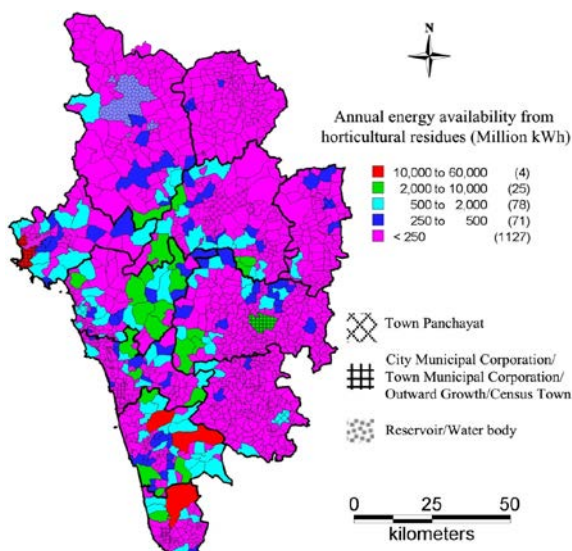 N
Annual energy availability from
horticultural residues (Million kWh)
10,000 to 60,000 (4)
2,000 to 10,000 (25)
500 to 2,000 (78)
250 to 500 (71)
< 250 (1127)
Town Panchayat
City Municipal Corporation/
Town Municipal Corporation/
Outward Growth/Census Town
Reservoir/Water body
0 25 50
kilometers